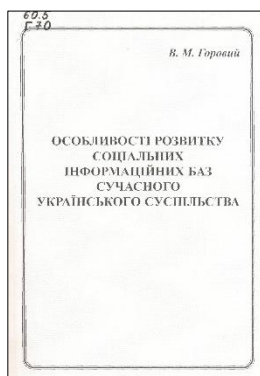 60.5
Г70
В. М. Горовий
ОСОБЛИВОСТІ РОЗВИТКУ
СОЦІАЛЬНИХ
ІНФОРМАЦІЙНИХ БАЗ
СУЧАСНОГО
УКРАЇНСЬКОГО СУСПІЛЬСТВА